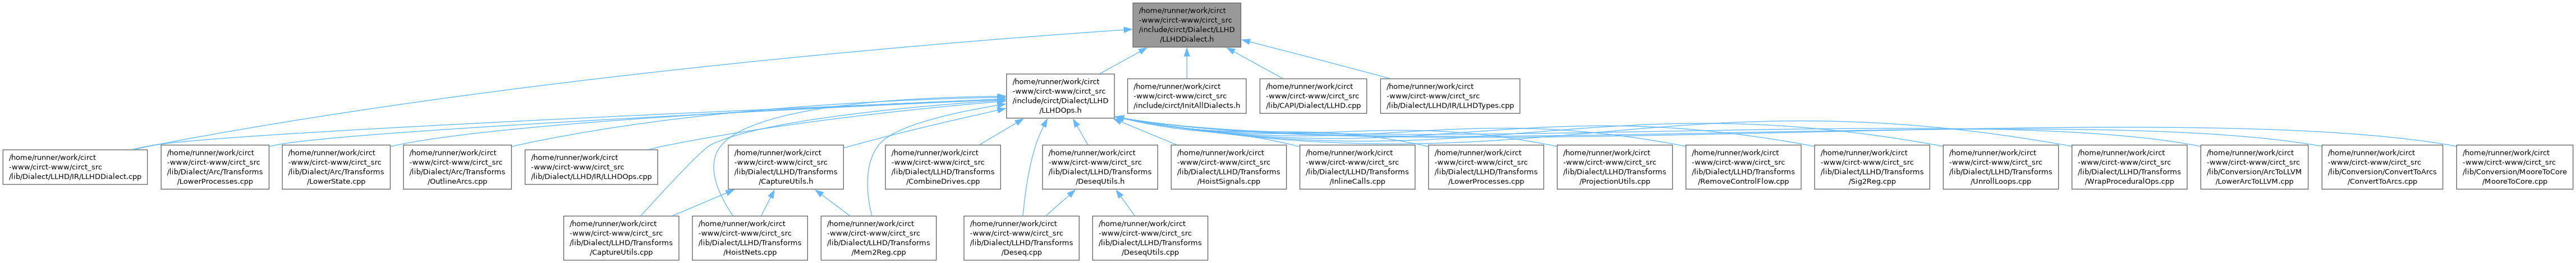 /home/runner/work/circt
-www/circt-www/circt_src
/include/circt/Dialect/LLHD
/LLHDDialect.h
/home/runner/work/circt
-www/circt-www/circt_src
/include/circt/Dialect/LLHD
/LLHDOps.h
/home/runner/work/circt
-www/circt-www/circt_src
/include/circt/InitAllDialects.h
/home/runner/work/circt
-www/circt-www/circt_src
/lib/CAPI/Dialect/LLHD.cpp
/home/runner/work/circt
-www/circt-www/circt_src
/lib/Dialect/LLHD/IR/LLHDTypes.cpp
/home/runner/work/circt
-www/circt-www/circt_src
/lib/Dialect/LLHD/IR/LLHDDialect.cpp
/home/runner/work/circt
-www/circt-www/circt_src
/lib/Dialect/Arc/Transforms
/LowerProcesses.cpp
/home/runner/work/circt
-www/circt-www/circt_src
/lib/Dialect/Arc/Transforms
/LowerState.cpp
/home/runner/work/circt
-www/circt-www/circt_src
/lib/Dialect/Arc/Transforms
/OutlineArcs.cpp
/home/runner/work/circt
-www/circt-www/circt_src
/lib/Dialect/LLHD/IR/LLHDOps.cpp
/home/runner/work/circt
-www/circt-www/circt_src
/lib/Dialect/LLHD/Transforms
/CaptureUtils.h
/home/runner/work/circt
-www/circt-www/circt_src
/lib/Dialect/LLHD/Transforms
/CombineDrives.cpp
/home/runner/work/circt
-www/circt-www/circt_src
/lib/Dialect/LLHD/Transforms
/DeseqUtils.h
/home/runner/work/circt
-www/circt-www/circt_src
/lib/Dialect/LLHD/Transforms
/HoistSignals.cpp
/home/runner/work/circt
-www/circt-www/circt_src
/lib/Dialect/LLHD/Transforms
/InlineCalls.cpp
/home/runner/work/circt
-www/circt-www/circt_src
/lib/Dialect/LLHD/Transforms
/LowerProcesses.cpp
/home/runner/work/circt
-www/circt-www/circt_src
/lib/Dialect/LLHD/Transforms
/ProjectionUtils.cpp
/home/runner/work/circt
-www/circt-www/circt_src
/lib/Dialect/LLHD/Transforms
/RemoveControlFlow.cpp
/home/runner/work/circt
-www/circt-www/circt_src
/lib/Dialect/LLHD/Transforms
/Sig2Reg.cpp
/home/runner/work/circt
-www/circt-www/circt_src
/lib/Dialect/LLHD/Transforms
/UnrollLoops.cpp
/home/runner/work/circt
-www/circt-www/circt_src
/lib/Dialect/LLHD/Transforms
/WrapProceduralOps.cpp
/home/runner/work/circt
-www/circt-www/circt_src
/lib/Conversion/ArcToLLVM
/LowerArcToLLVM.cpp
/home/runner/work/circt
-www/circt-www/circt_src
/lib/Conversion/ConvertToArcs
/ConvertToArcs.cpp
/home/runner/work/circt
-www/circt-www/circt_src
/lib/Conversion/MooreToCore
/MooreToCore.cpp
/home/runner/work/circt
-www/circt-www/circt_src
/lib/Dialect/LLHD/Transforms
/CaptureUtils.cpp
/home/runner/work/circt
-www/circt-www/circt_src
/lib/Dialect/LLHD/Transforms
/HoistNets.cpp
/home/runner/work/circt
-www/circt-www/circt_src
/lib/Dialect/LLHD/Transforms
/Mem2Reg.cpp
/home/runner/work/circt
-www/circt-www/circt_src
/lib/Dialect/LLHD/Transforms
/Deseq.cpp
/home/runner/work/circt
-www/circt-www/circt_src
/lib/Dialect/LLHD/Transforms
/DeseqUtils.cpp